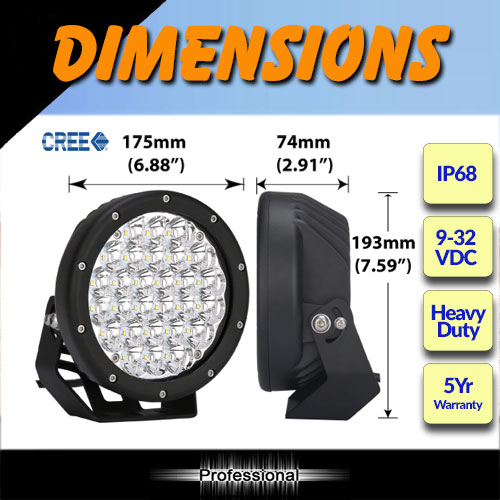 DIMENSIONS
CREE
175mm
(6.88”)
74mm
(2.91”)
193mm
(7.59”)
IP68
9-32
VDC
Heavy
Duty
5Yr
Warranty
Professional